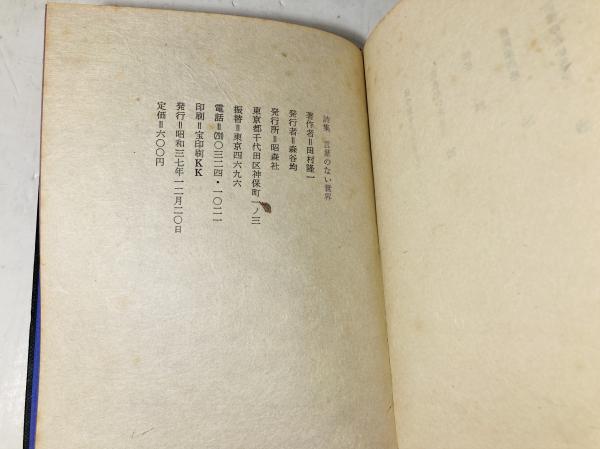 詩集 言葉のない世界
著作者＝田村隆一
発行者＝森谷均
発行所＝昭森社
東京都千代田区神保町一ノ三
振替＝東京四六九六
電話＝(291)〇三二四・一〇二一
印刷＝宝印刷KK
発行＝昭和三七年一二月二〇日
定価＝六〇〇円